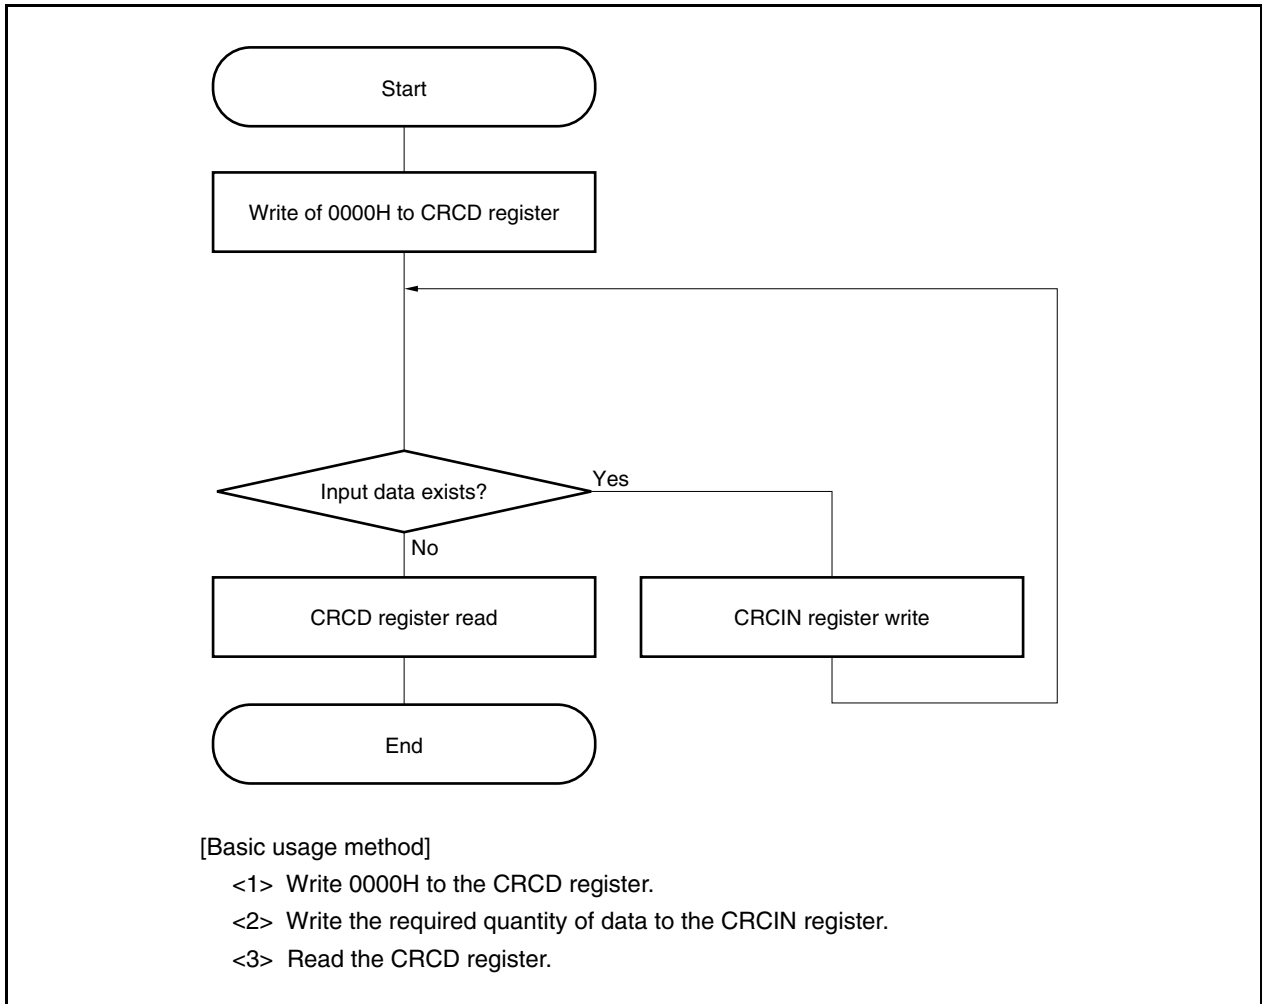 Start
Write of 0000H to CRCD register
Input data exists?
Yes
No
CRCD register read
CRCIN register write
End
[Basic usage method]
<1> Write 0000H to the CRCD register.
<2> Write the required quantity of data to the CRCIN register.
<3> Read the CRCD register.